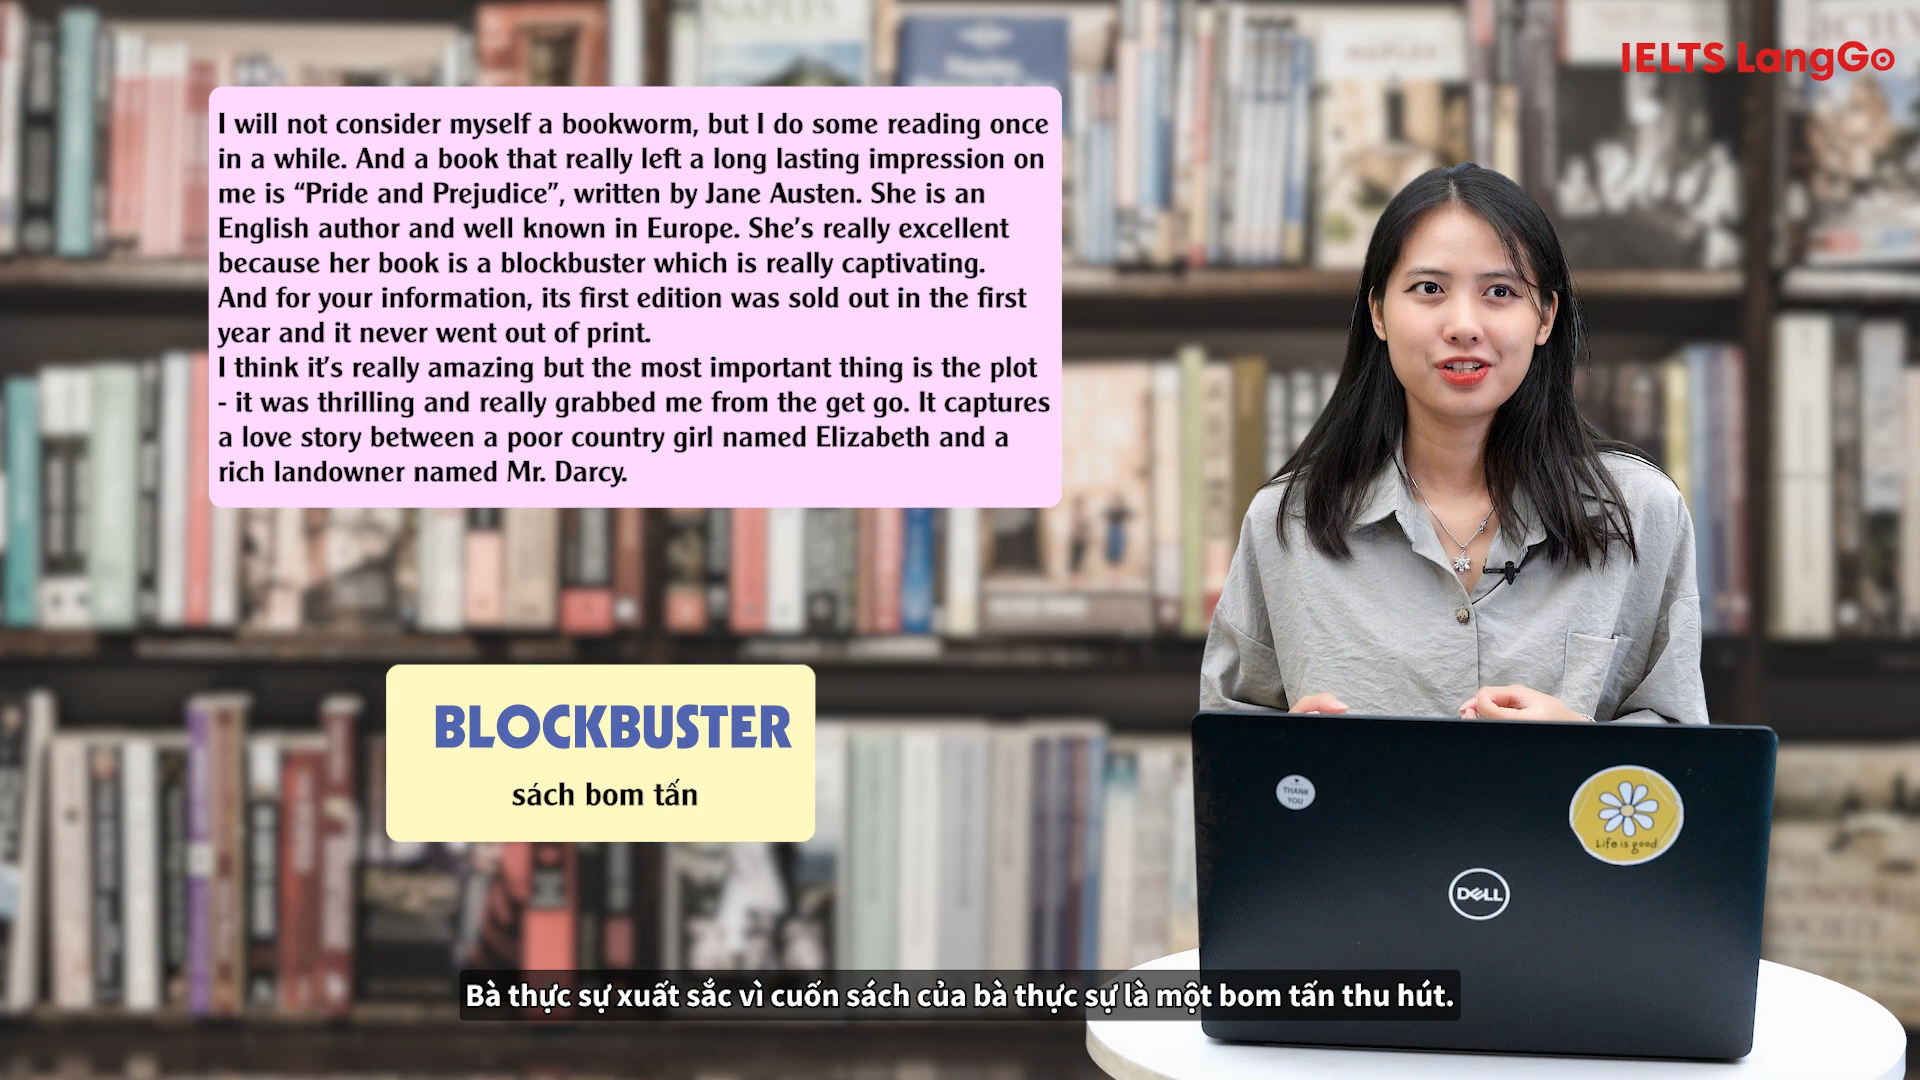 NAPLES
IELTS LangGo
I will not consider myself a bookworm, but I do some reading once
in a while. And a book that really left a long lasting impression on
me is “Pride and Prejudice”, written by Jane Austen. She is an
English author and well known in Europe. She’s really excellent
because her book is a blockbuster which is really captivating.
And for your information, its first edition was sold out in the first
year and it never went out of print.
I think it’s really amazing but the most important thing is the plot
- it was thrilling and really grabbed me from the get go. It captures
a love story between a poor country girl named Elizabeth and a
rich landowner named Mr. Darcy.
BLOCKBUSTER
sách bom tấn
THANK
YOU
Life is good
DELL
Bà thực sự xuất sắc vì cuốn sách của bà thực sự là một bom tấn thu hút.